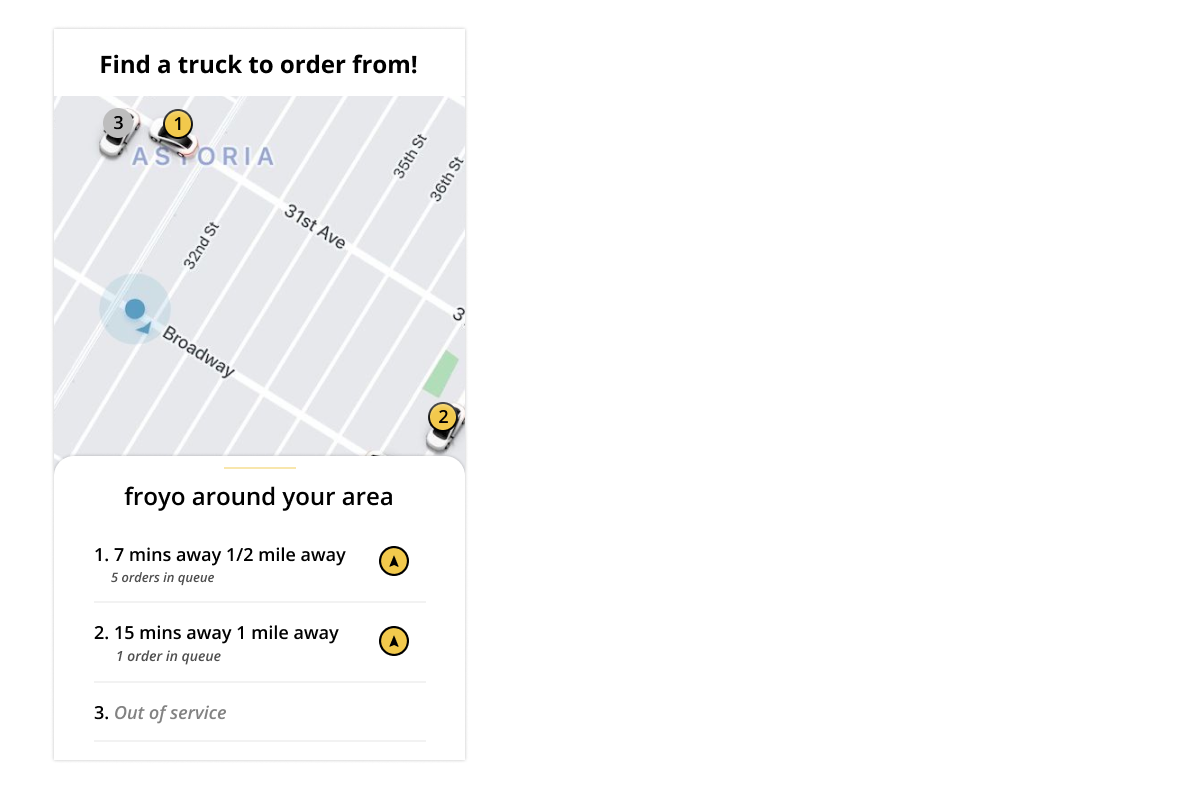 Find a truck to order from!
3
1
ASTORIA
35th St
36th St
31st Ave
32nd St
Broadway
2
froyo around your area
1. 7 mins away 1/2 mile away
5 orders in queue
2. 15 mins away 1 mile away
1 order in queue
3. Out of service